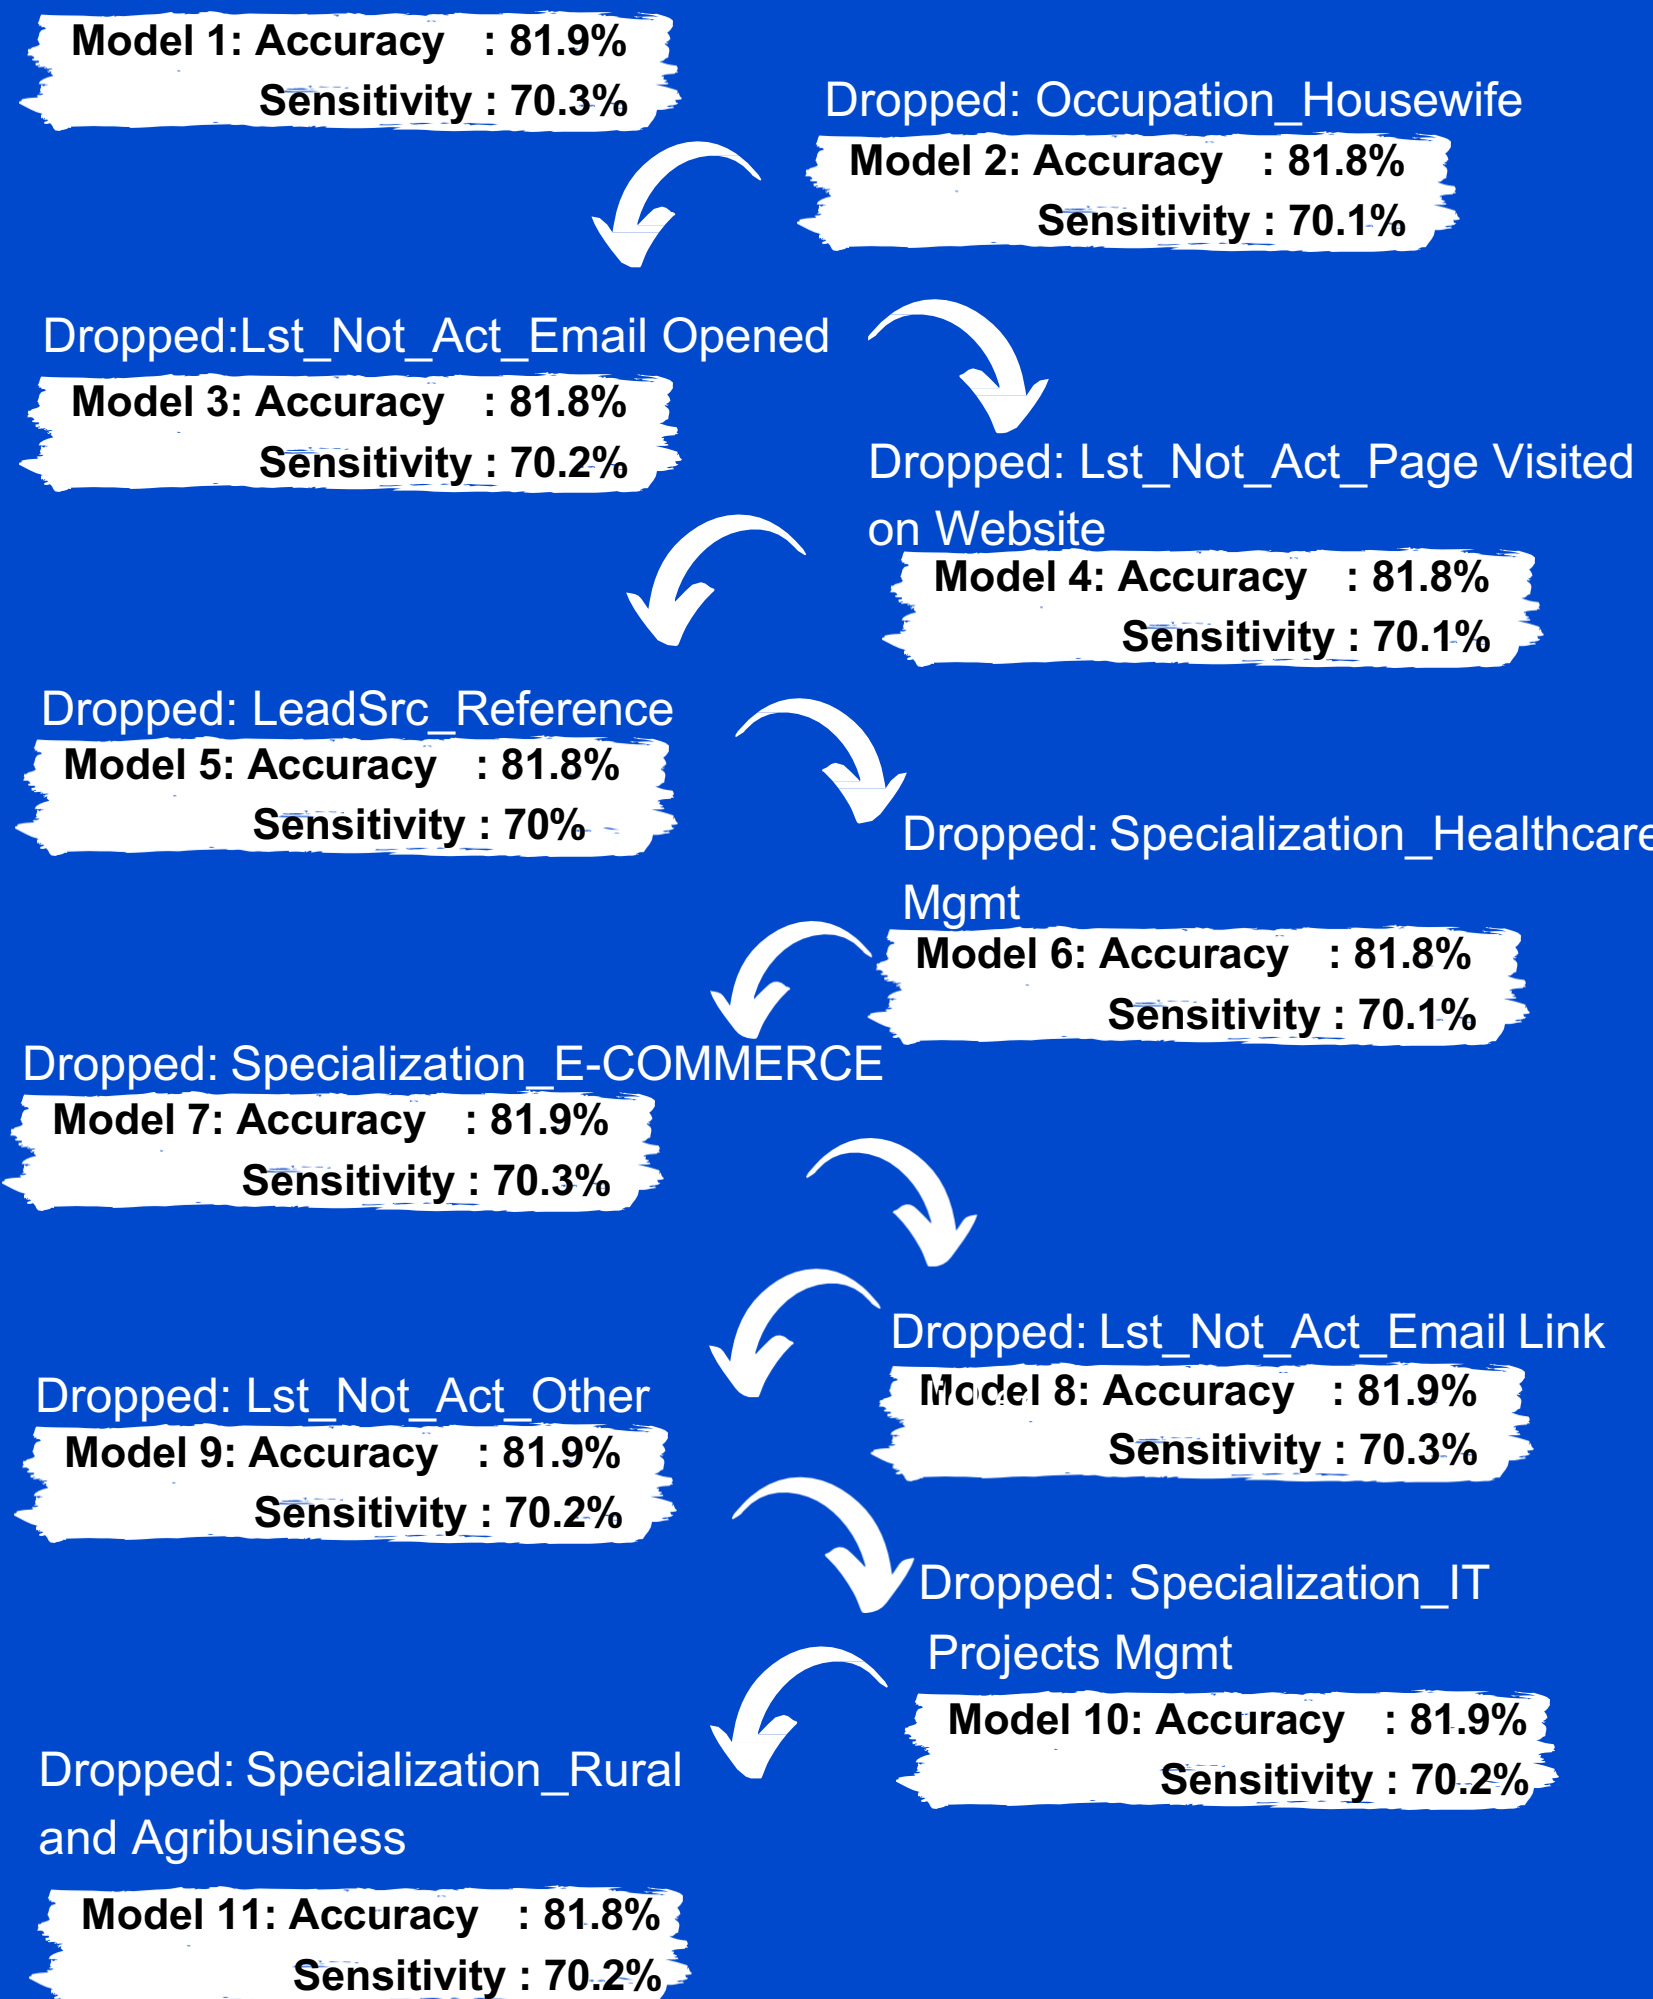 Model 1: Accuracy : 81.9%
Sensitivity : 70.3%
Dropped: Occupation_Housewife
Model 2: Accuracy : 81.8%
Sensitivity : 70.1%
Dropped:Lst_Not_Act_Email Opened
Model 3: Accuracy : 81.8%
Sensitivity : 70.2%
Dropped: Lst_Not_Act_Page Visited
on Website
Model 4: Accuracy : 81.8%
Sensitivity : 70.1%
Dropped: LeadSrc_Reference
Model 5: Accuracy : 81.8%
Sensitivity : 70%
Dropped: Specialization_Healthcare
Mgmt
Model 6: Accuracy : 81.8%
Sensitivity : 70.1%
Dropped: Specialization_E-COMMERCE
Model 7: Accuracy : 81.9%
Sensitivity : 70.3%
Dropped: Lst_Not_Act_Email Link
Model 8: Accuracy : 81.9%
Sensitivity : 70.3%
Dropped: Lst_Not_Act_Other
Model 9: Accuracy : 81.9%
Sensitivity : 70.2%
Dropped: Specialization_IT
Projects Mgmt
Model 10: Accuracy : 81.9%
Sensitivity : 70.2%
Dropped: Specialization_Rural
and Agribusiness
Model 11: Accuracy : 81.8%
Sensitivity : 70.2%